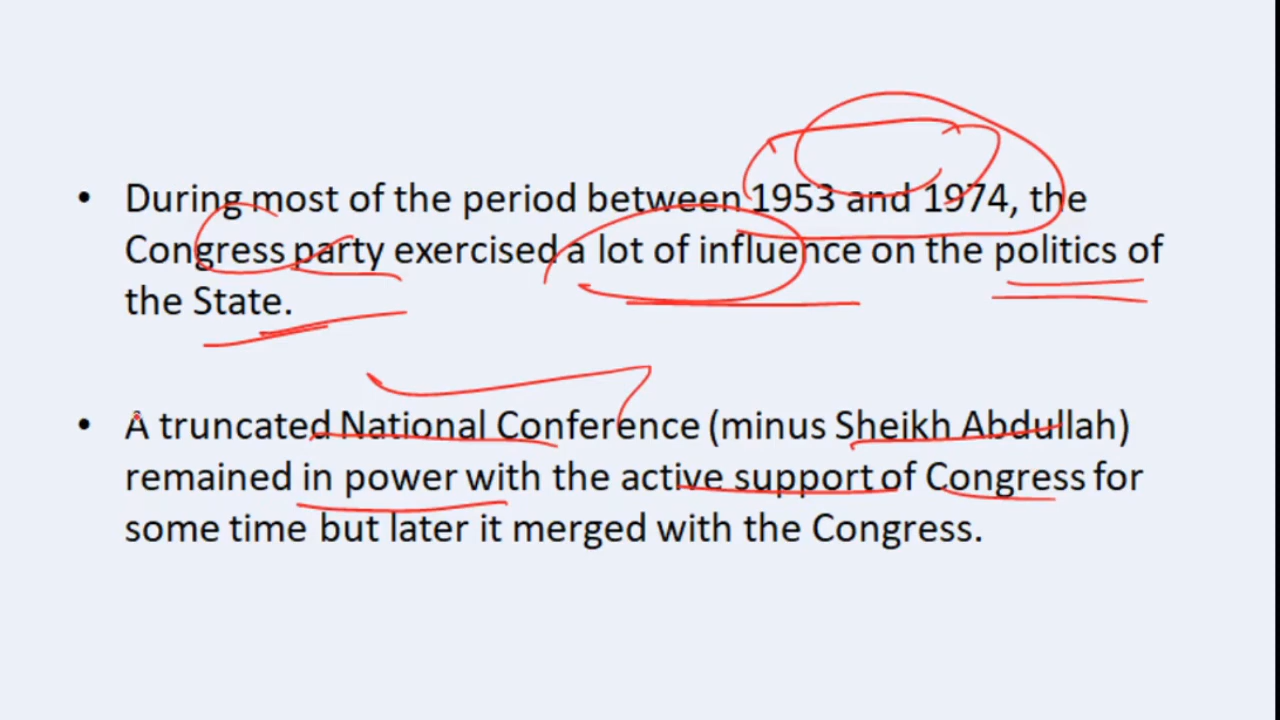 • During most of the period between 1953 and 1974, the
Congress party exercised a lot of influence on the politics of
the State.
• A truncated National Conference (minus Sheikh Abdullah)
remained in power with the active support of Congress for
some time but later it merged with the Congress.